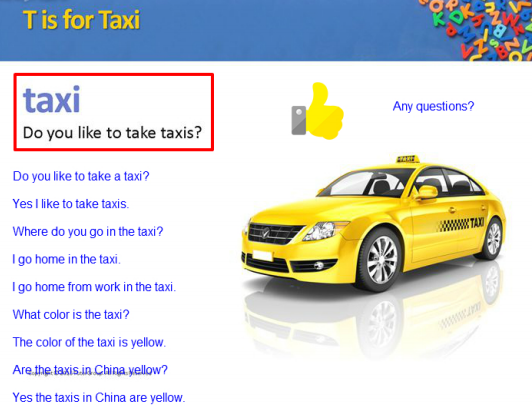 T is for Taxi
taxi
Do you like to take taxis?
Any questions?
Do you like to take a taxi?
Yes I like to take taxis.
Where do you go in the taxi?
I go home in the taxi.
I go home from work in the taxi.
What color is the taxi?
The color of the taxi is yellow.
Are the taxis in China yellow?
Yes the taxis in China are yellow.
TAXI